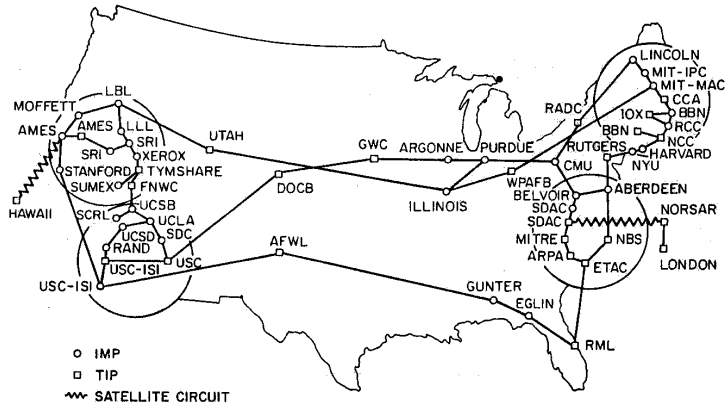 LINCOLN
MIT-IPC
MIT-MAC
CCA
BBN
RCC
NCC
HARVARD
NYU
RUTGERS
BBN
10X
RADC
LBL
MOFFETT
AMES
AMES
LLL
SRI
SRI
XEROX
TYMSHARE
STANFORD
SUMEX
FNWC
UCSB
SCRL
UCLA
UCSD
SDC
RAND
USC-ISI
USC
USC-ISI
HAWAII
UTAH
DOCB
GWC
ARGONNE
PURDUE
ILLINOIS
WPAFB
CMU
BELVOIR
ABERDEEN
SDAC
SDAC
NORSAR
LONDON
MITRE
NBS
ARPA
ETAC
AFWL
GUNTER
EGLIN
RML
IMP
TIP
SATELLITE CIRCUIT